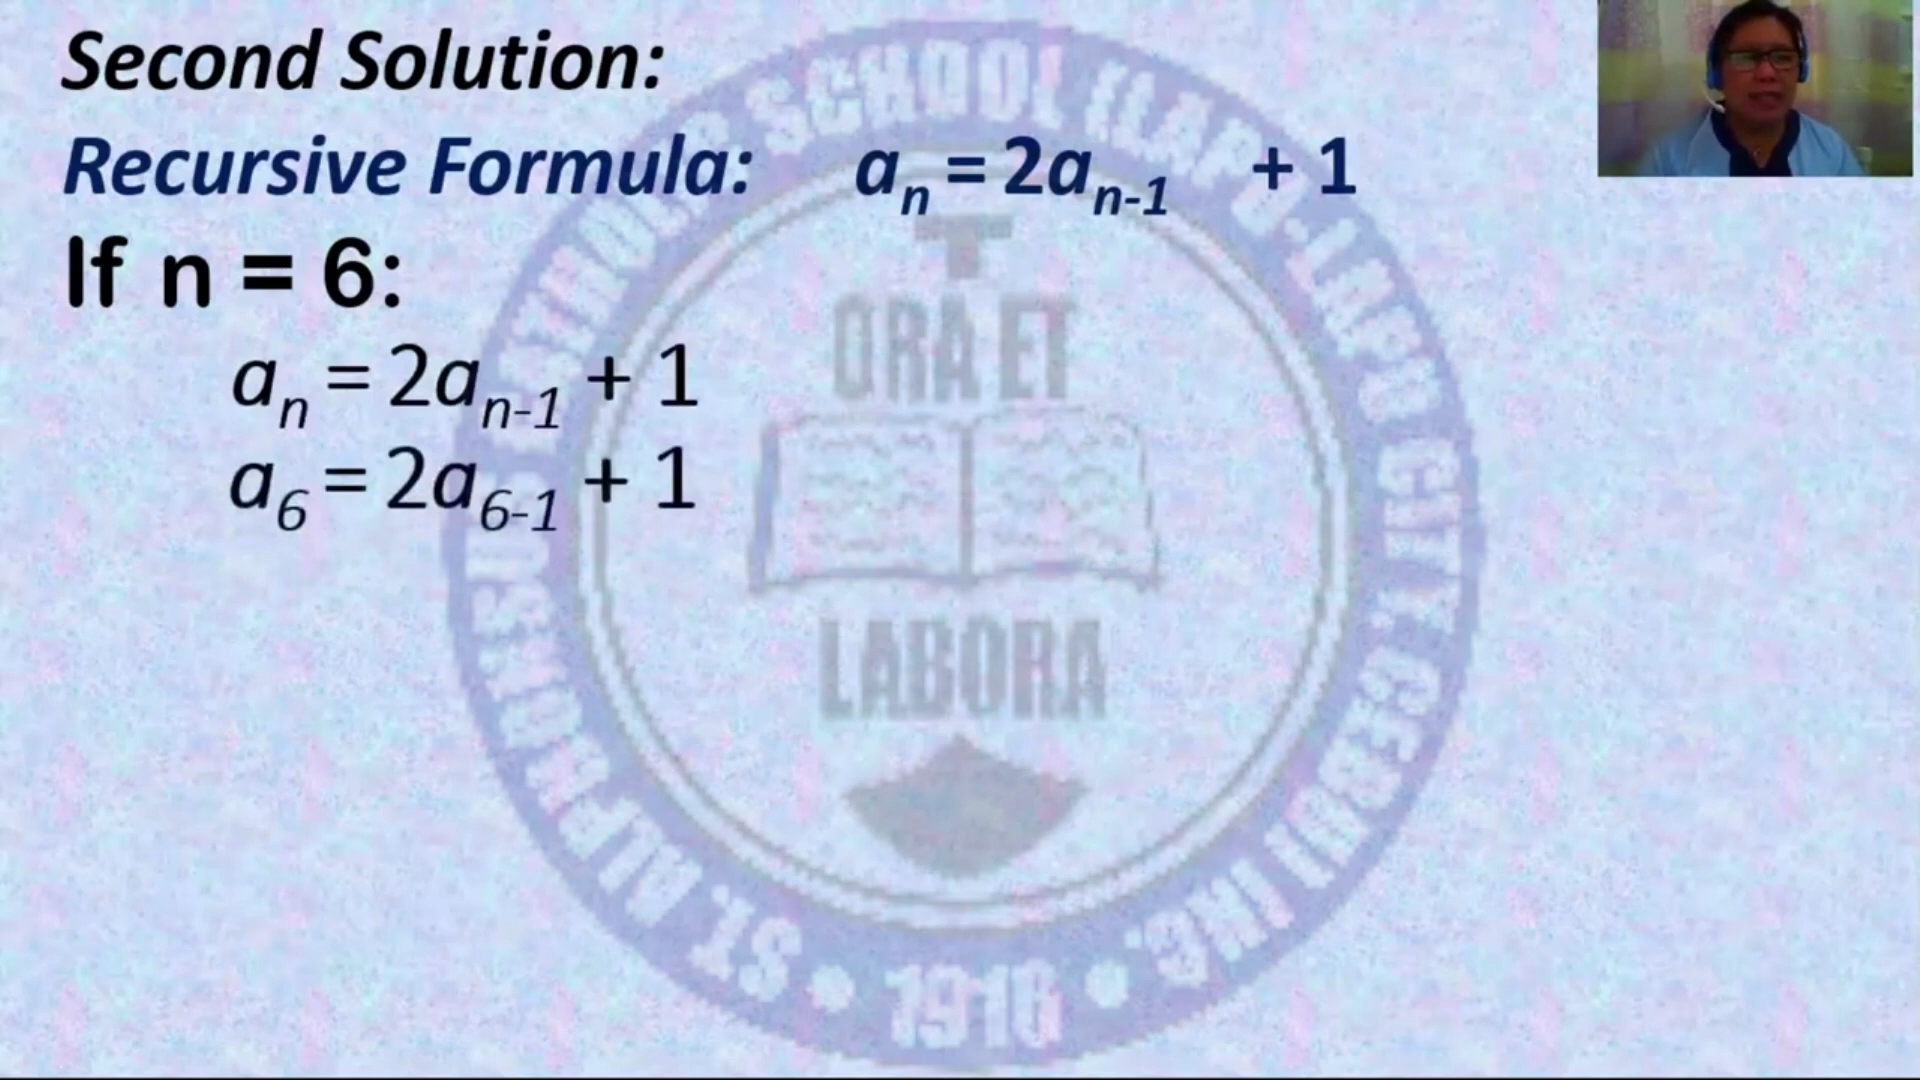 Second Solution:
Recursive Formula: aₙ = 2aₙ₋₁ + 1
If n = 6:
aₙ = 2aₙ₋₁ + 1
a₆ = 2a₆₋₁ + 1
ORA ET
LABORA